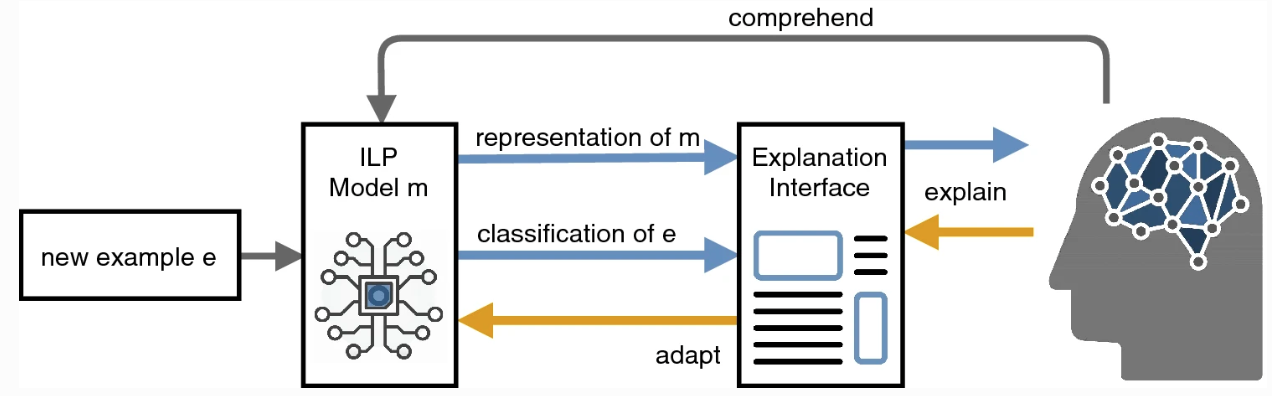 comprehend
ILP
Model m
representation of m
Explanation
Interface
explain
new example e
classification of e
adapt